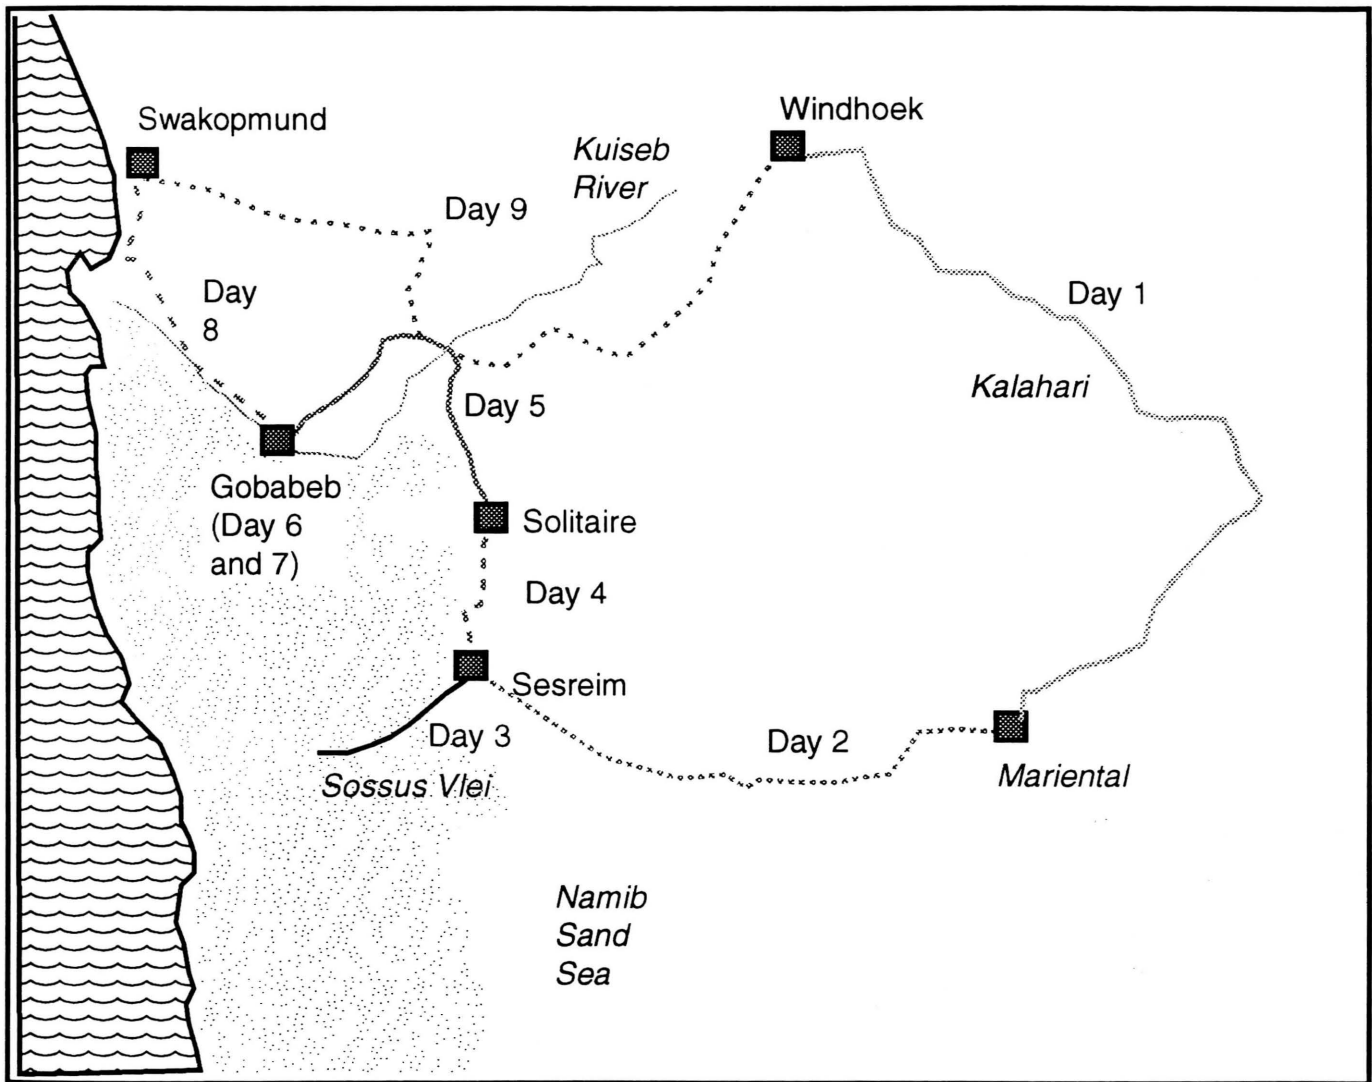 Windhoek
Swakopmund
Kuiseb
River
Day 9
Day
8
Day 1
Kalahari
Day 5
Gobabeb
(Day 6
and 7)
Solitaire
Day 4
Sesreim
Day 3
Day 2
Sossus Vlei
Mariental
Namib
Sand
Sea